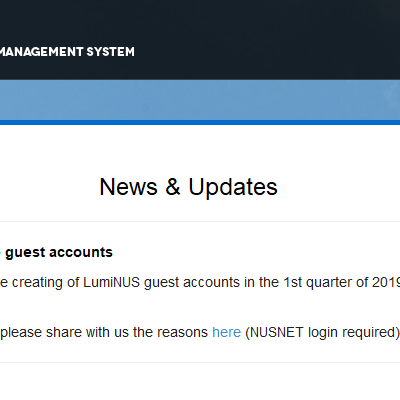 MANAGEMENT SYSTEM
News & Updates
guest accounts
creating of LumiNUS guest accounts in the 1st quarter of 2019
please share with us the reasons here (NUSNET login required)